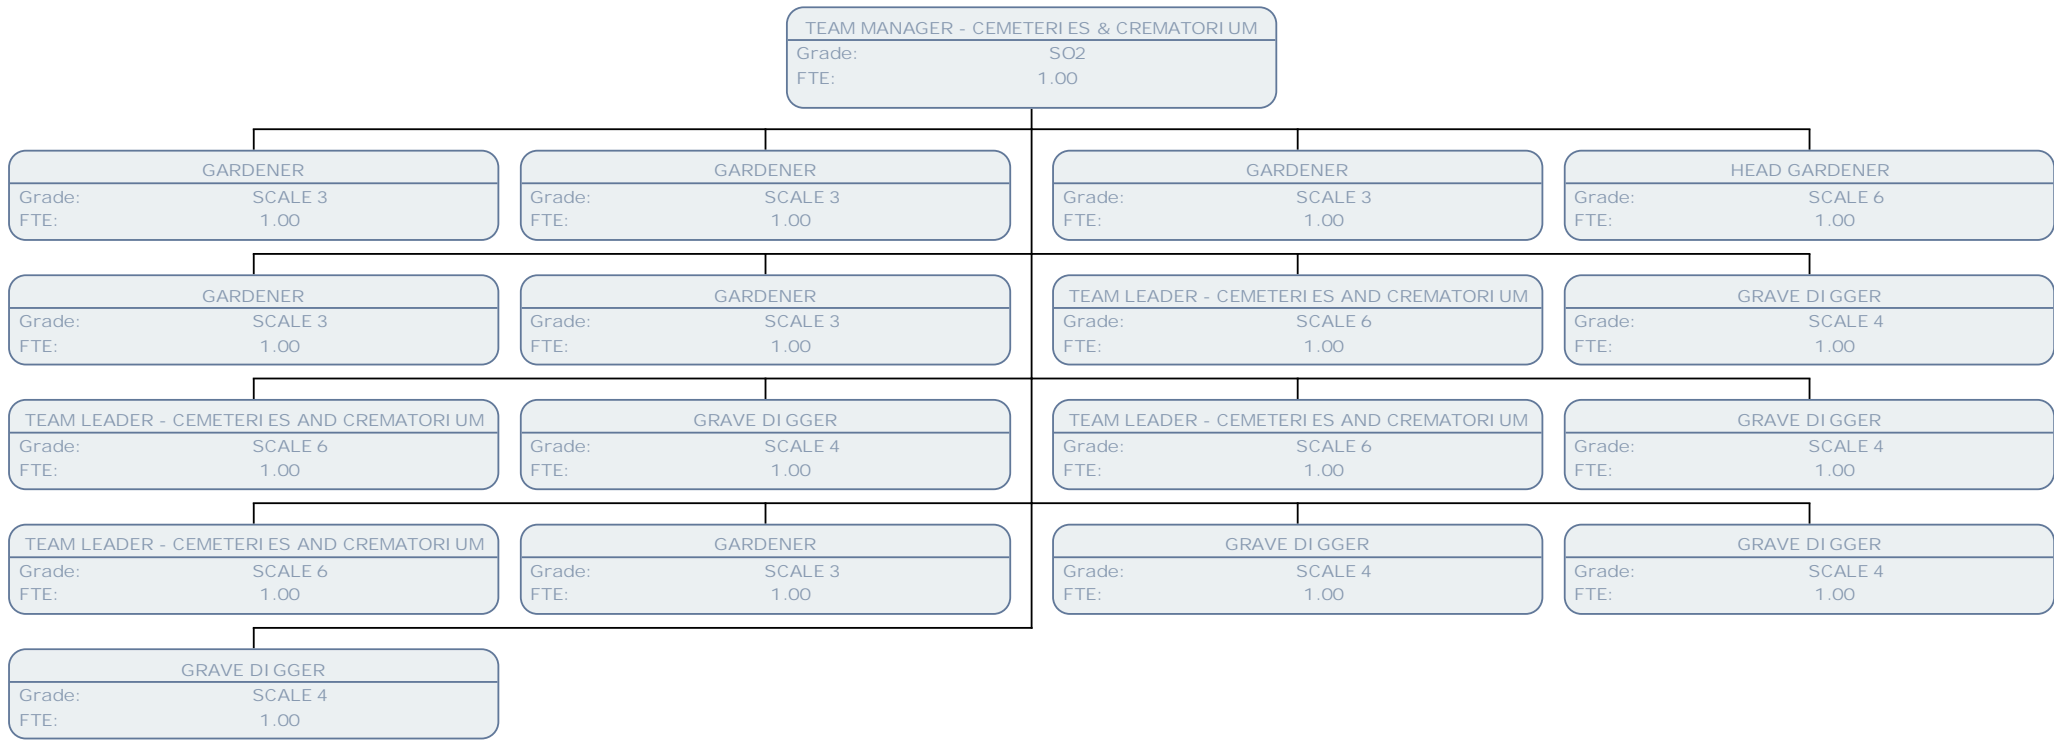 TEAM MANAGER - CEMETERIES & CREMATORIUM
Grade: SO2
FTE: 1.00
GARDENER
Grade: SCALE 3
FTE: 1.00
GARDENER
Grade: SCALE 3
FTE: 1.00
GARDENER
Grade: SCALE 3
FTE: 1.00
HEAD GARDENER
Grade: SCALE 6
FTE: 1.00
GARDENER
Grade: SCALE 3
FTE: 1.00
GARDENER
Grade: SCALE 3
FTE: 1.00
TEAM LEADER - CEMETERIES AND CREMATORIUM
Grade: SCALE 6
FTE: 1.00
GRAVE DIGGER
Grade: SCALE 4
FTE: 1.00
TEAM LEADER - CEMETERIES AND CREMATORIUM
Grade: SCALE 6
FTE: 1.00
GRAVE DIGGER
Grade: SCALE 4
FTE: 1.00
TEAM LEADER - CEMETERIES AND CREMATORIUM
Grade: SCALE 6
FTE: 1.00
GRAVE DIGGER
Grade: SCALE 4
FTE: 1.00
TEAM LEADER - CEMETERIES AND CREMATORIUM
Grade: SCALE 6
FTE: 1.00
GARDENER
Grade: SCALE 3
FTE: 1.00
GRAVE DIGGER
Grade: SCALE 4
FTE: 1.00
GRAVE DIGGER
Grade: SCALE 4
FTE: 1.00
GRAVE DIGGER
Grade: SCALE 4
FTE: 1.00